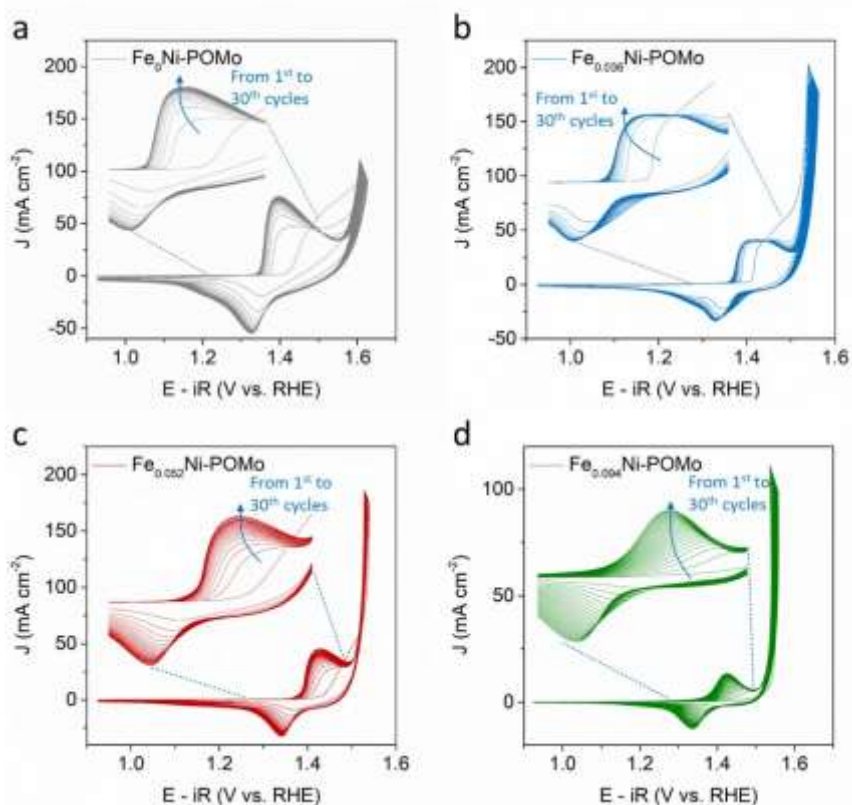 a
Fe₀Ni-POMo
From 1ˢᵗ to
30ᵗʰ cycles
200
150
100
50
0
-50
J (mA cm⁻²)
1.0 1.2 1.4 1.6
E - iR (V vs. RHE)
b
Fe₀.₀₃₆Ni-POMo
From 1ˢᵗ to
30ᵗʰ cycles
200
150
100
50
0
-50
J (mA cm⁻²)
1.0 1.2 1.4 1.6
E - iR (V vs. RHE)
c
Fe₀.₀₅₂Ni-POMo
From 1ˢᵗ to
30ᵗʰ cycles
200
150
100
50
0
J (mA cm⁻²)
1.0 1.2 1.4 1.6
E - iR (V vs. RHE)
d
Fe₀.₀₉₄Ni-POMo
From 1ˢᵗ to
30ᵗʰ cycles
100
50
0
J (mA cm⁻²)
1.0 1.2 1.4 1.6
E - iR (V vs. RHE)